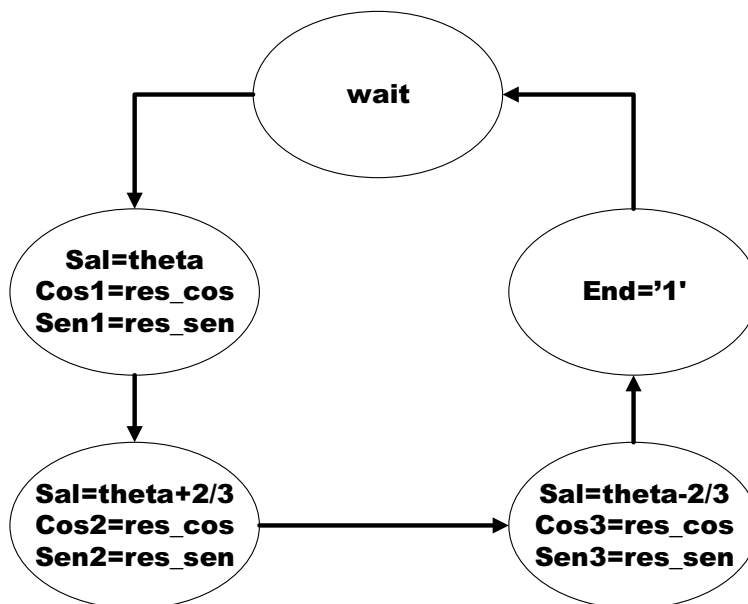 wait
Sal=theta
Cos1=res_cos
Sen1=res_sen
End=’1'
Sal=theta+2/3
Cos2=res_cos
Sen2=res_sen
Sal=theta-2/3
Cos3=res_cos
Sen3=res_sen